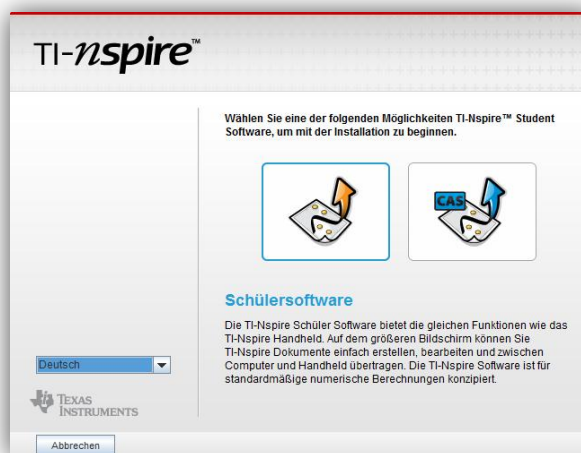 TI-nspire™
Wählen Sie eine der folgenden Möglichkeiten TI-Nspire™ Student
Software, um mit der Installation zu beginnen.
CAS
Schülersoftware
Die TI-Nspire Schüler Software bietet die gleichen Funktionen wie das
TI-Nspire Handheld. Auf dem größeren Bildschirm können Sie
TI-Nspire Dokumente einfach erstellen, bearbeiten und zwischen
Computer und Handheld übertragen. Die TI-Nspire Software ist für
standardmäßige numerische Berechnungen konzipiert.
Deutsch
TEXAS
INSTRUMENTS
Abbrechen